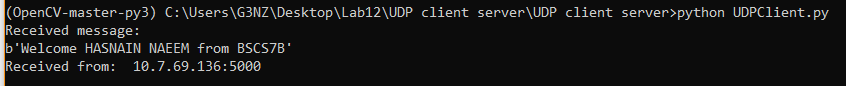 (OpenCV-master-py3) C:\Users\G3NZ\Desktop\Lab12\UDP client server\UDP client server>python UDPClient.py
Received message:
b'Welcome HASNAIN NAEEM from BSCS7B'
Received from:  10.7.69.136:5000